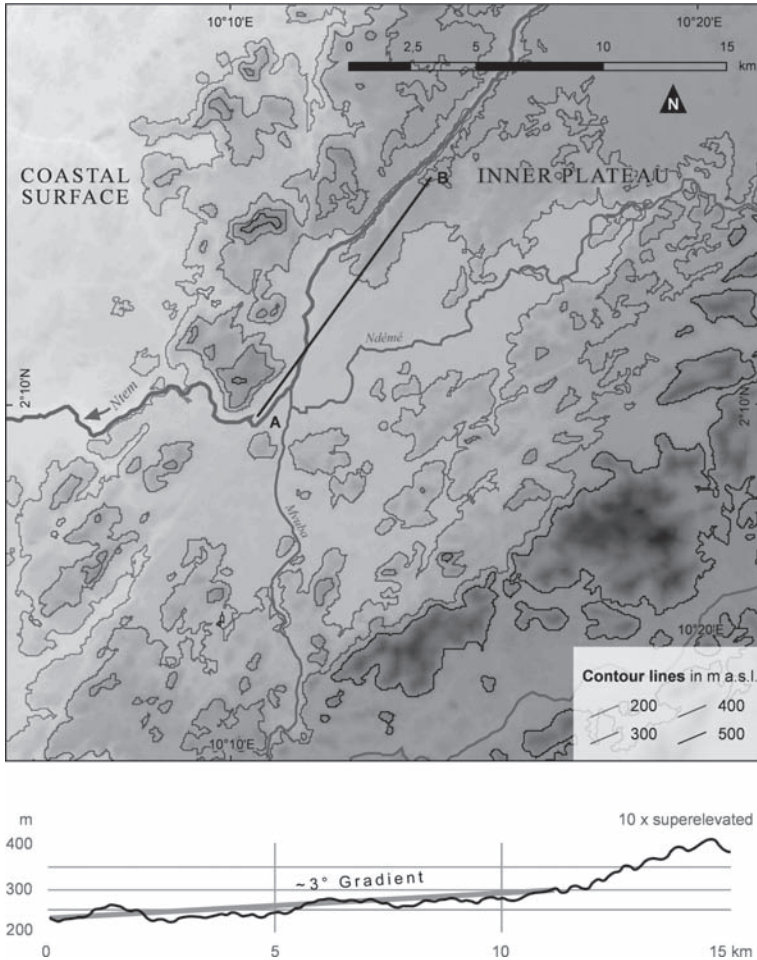 10°10'E
10°20'E
0 2,5 5 10 15
km
N
COASTAL
SURFACE
INNER PLATEAU
B
Ndémé
2°10'N
Ntem
2°10'N
A
Mvuba
10°20'E
10°10'E
Contour lines in m a.s.l.
200 400
300 500
m
10 x superelevated
400
~3° Gradient
300
200
0 5 10 15 km